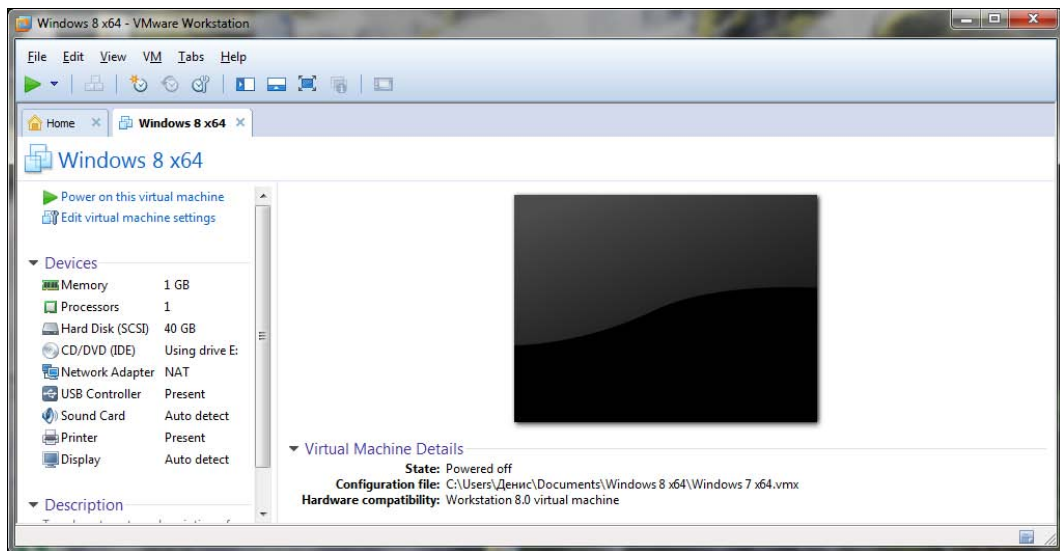 Windows 8 x64 - VMware Workstation
File Edit View VM Tabs Help
Home Windows 8 x64
Windows 8 x64
Power on this virtual machine
Edit virtual machine settings
Devices
Memory 1 GB
Processors 1
Hard Disk (SCSI) 40 GB
CD/DVD (IDE) Using drive E:
Network Adapter NAT
USB Controller Present
Sound Card Auto detect
Printer Present
Display Auto detect
Description
Virtual Machine Details
State: Powered off
Configuration file: C:\Users\Денис\Documents\Windows 8 x64\Windows 7 x64.vmx
Hardware compatibility: Workstation 8.0 virtual machine